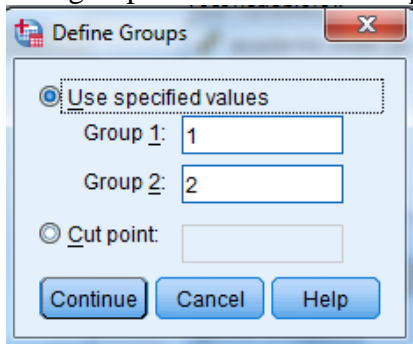 Define Groups
Use specified values
Group 1: 1
Group 2: 2
Cut point:
Continue Cancel Help